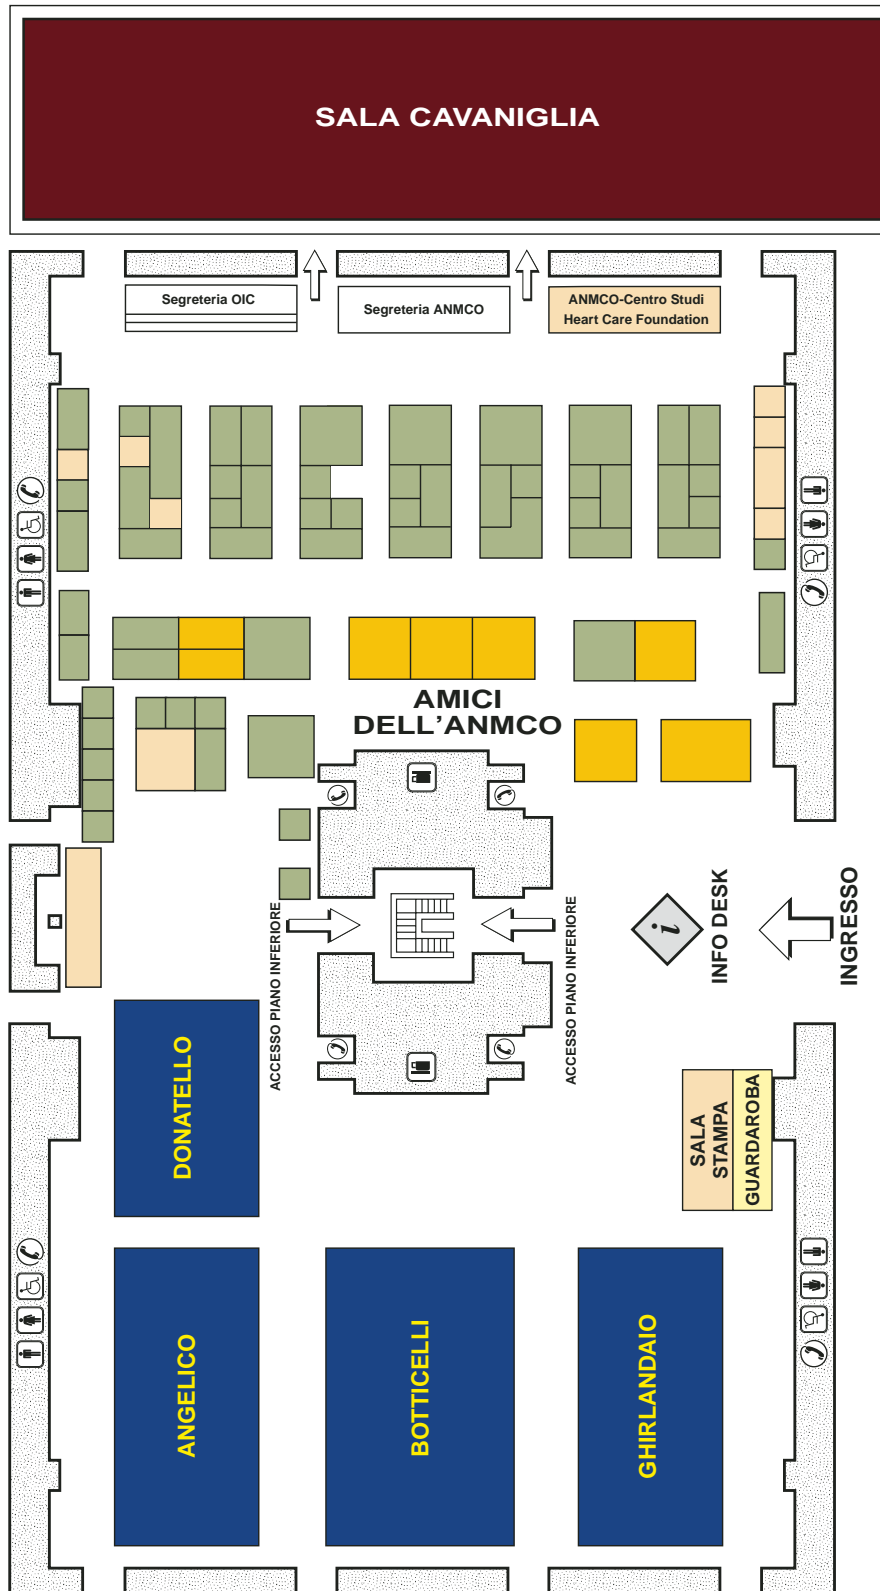 SALA CAVANIGLIA
Segreteria OIC
Segreteria ANMCO
ANMCO-Centro Studi
Heart Care Foundation
AMICI
DELL'ANMCO
ACCESSO PIANO INFERIORE
ACCESSO PIANO INFERIORE
i
INFO DESK
INGRESSO
DONATELLO
SALA
STAMPA
GUARDAROBA
ANGELICO
BOTTICELLI
GHIRLANDAIO